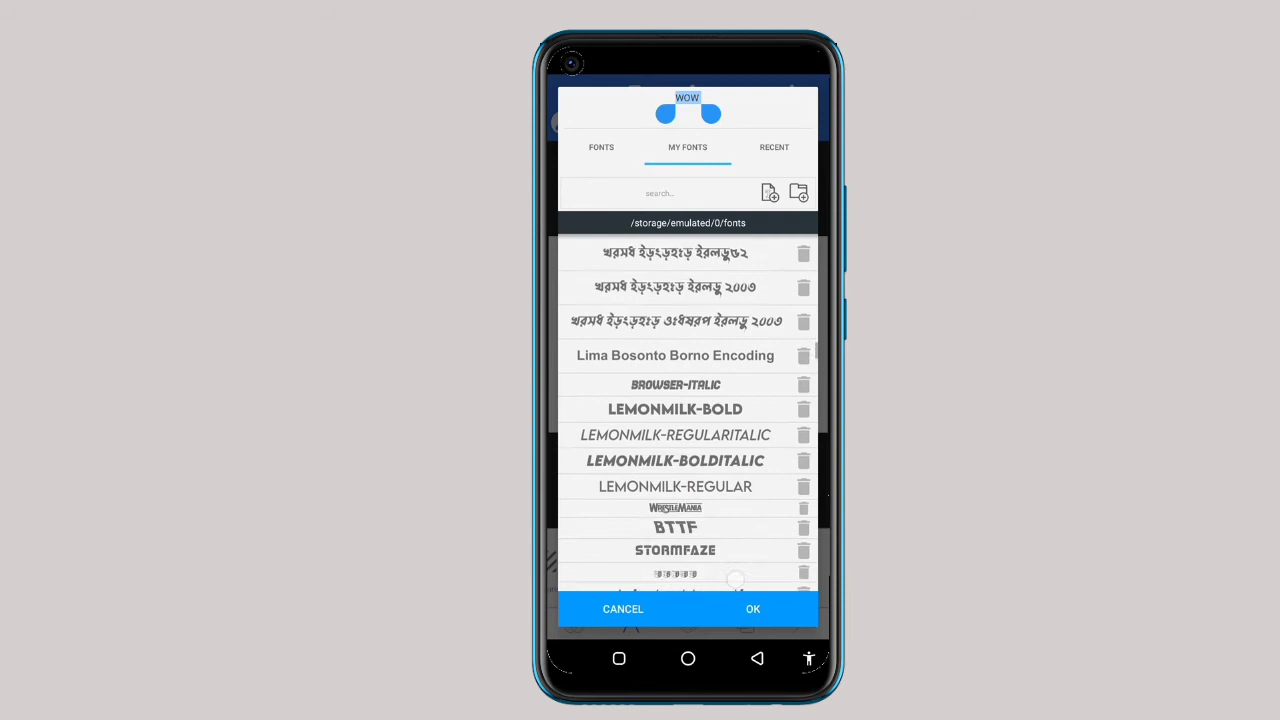 WOW
FONTS MY FONTS RECENT
search...
/storage/emulated/0/fonts
খরসধ ইড়ংড়হঃড় ইরলড়ু৫২
খরসধ ইড়ংড়হঃড় ইরলড়ু ২০০৩
খরসধ ইড়ংড়হঃড় ওঃধষরপ ইরলড়ু ২০০৩
Lima Bosonto Borno Encoding
BROWSER-ITALIC
LEMONMILK-BOLD
LEMONMILK-REGULARITALIC
LEMONMILK-BOLDITALIC
LEMONMILK-REGULAR
WRESTLEMANIA
BTTF
STORMFAZE
CANCEL OK